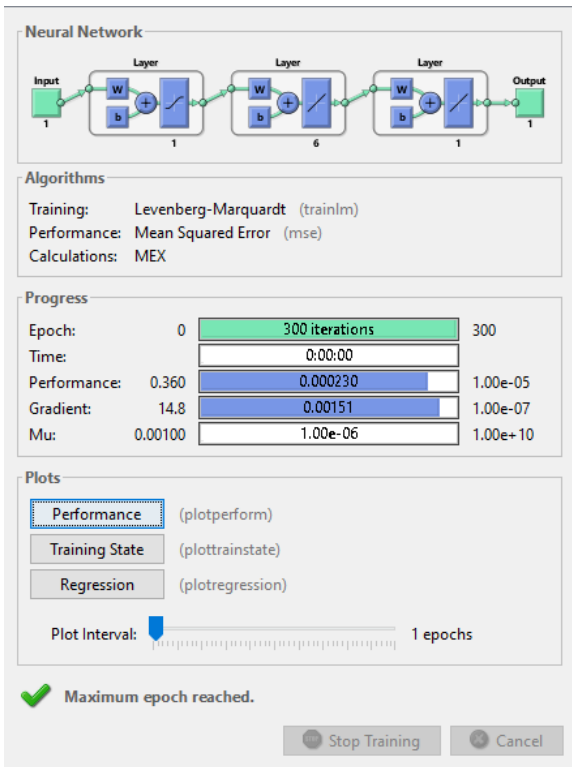 Neural Network
Layer Layer Layer
Input W b + W b + W b + Output
1 1 6 1 1
Algorithms
Training: Levenberg-Marquardt (trainlm)
Performance: Mean Squared Error (mse)
Calculations: MEX
Progress
Epoch: 0 300 iterations 300
Time: 0:00:00
Performance: 0.360 0.000230 1.00e-05
Gradient: 14.8 0.00151 1.00e-07
Mu: 0.00100 1.00e-06 1.00e+10
Plots
Performance (plotperform)
Training State (plottrainstate)
Regression (plotregression)
Plot Interval: 1 epochs
Maximum epoch reached.
Stop Training Cancel